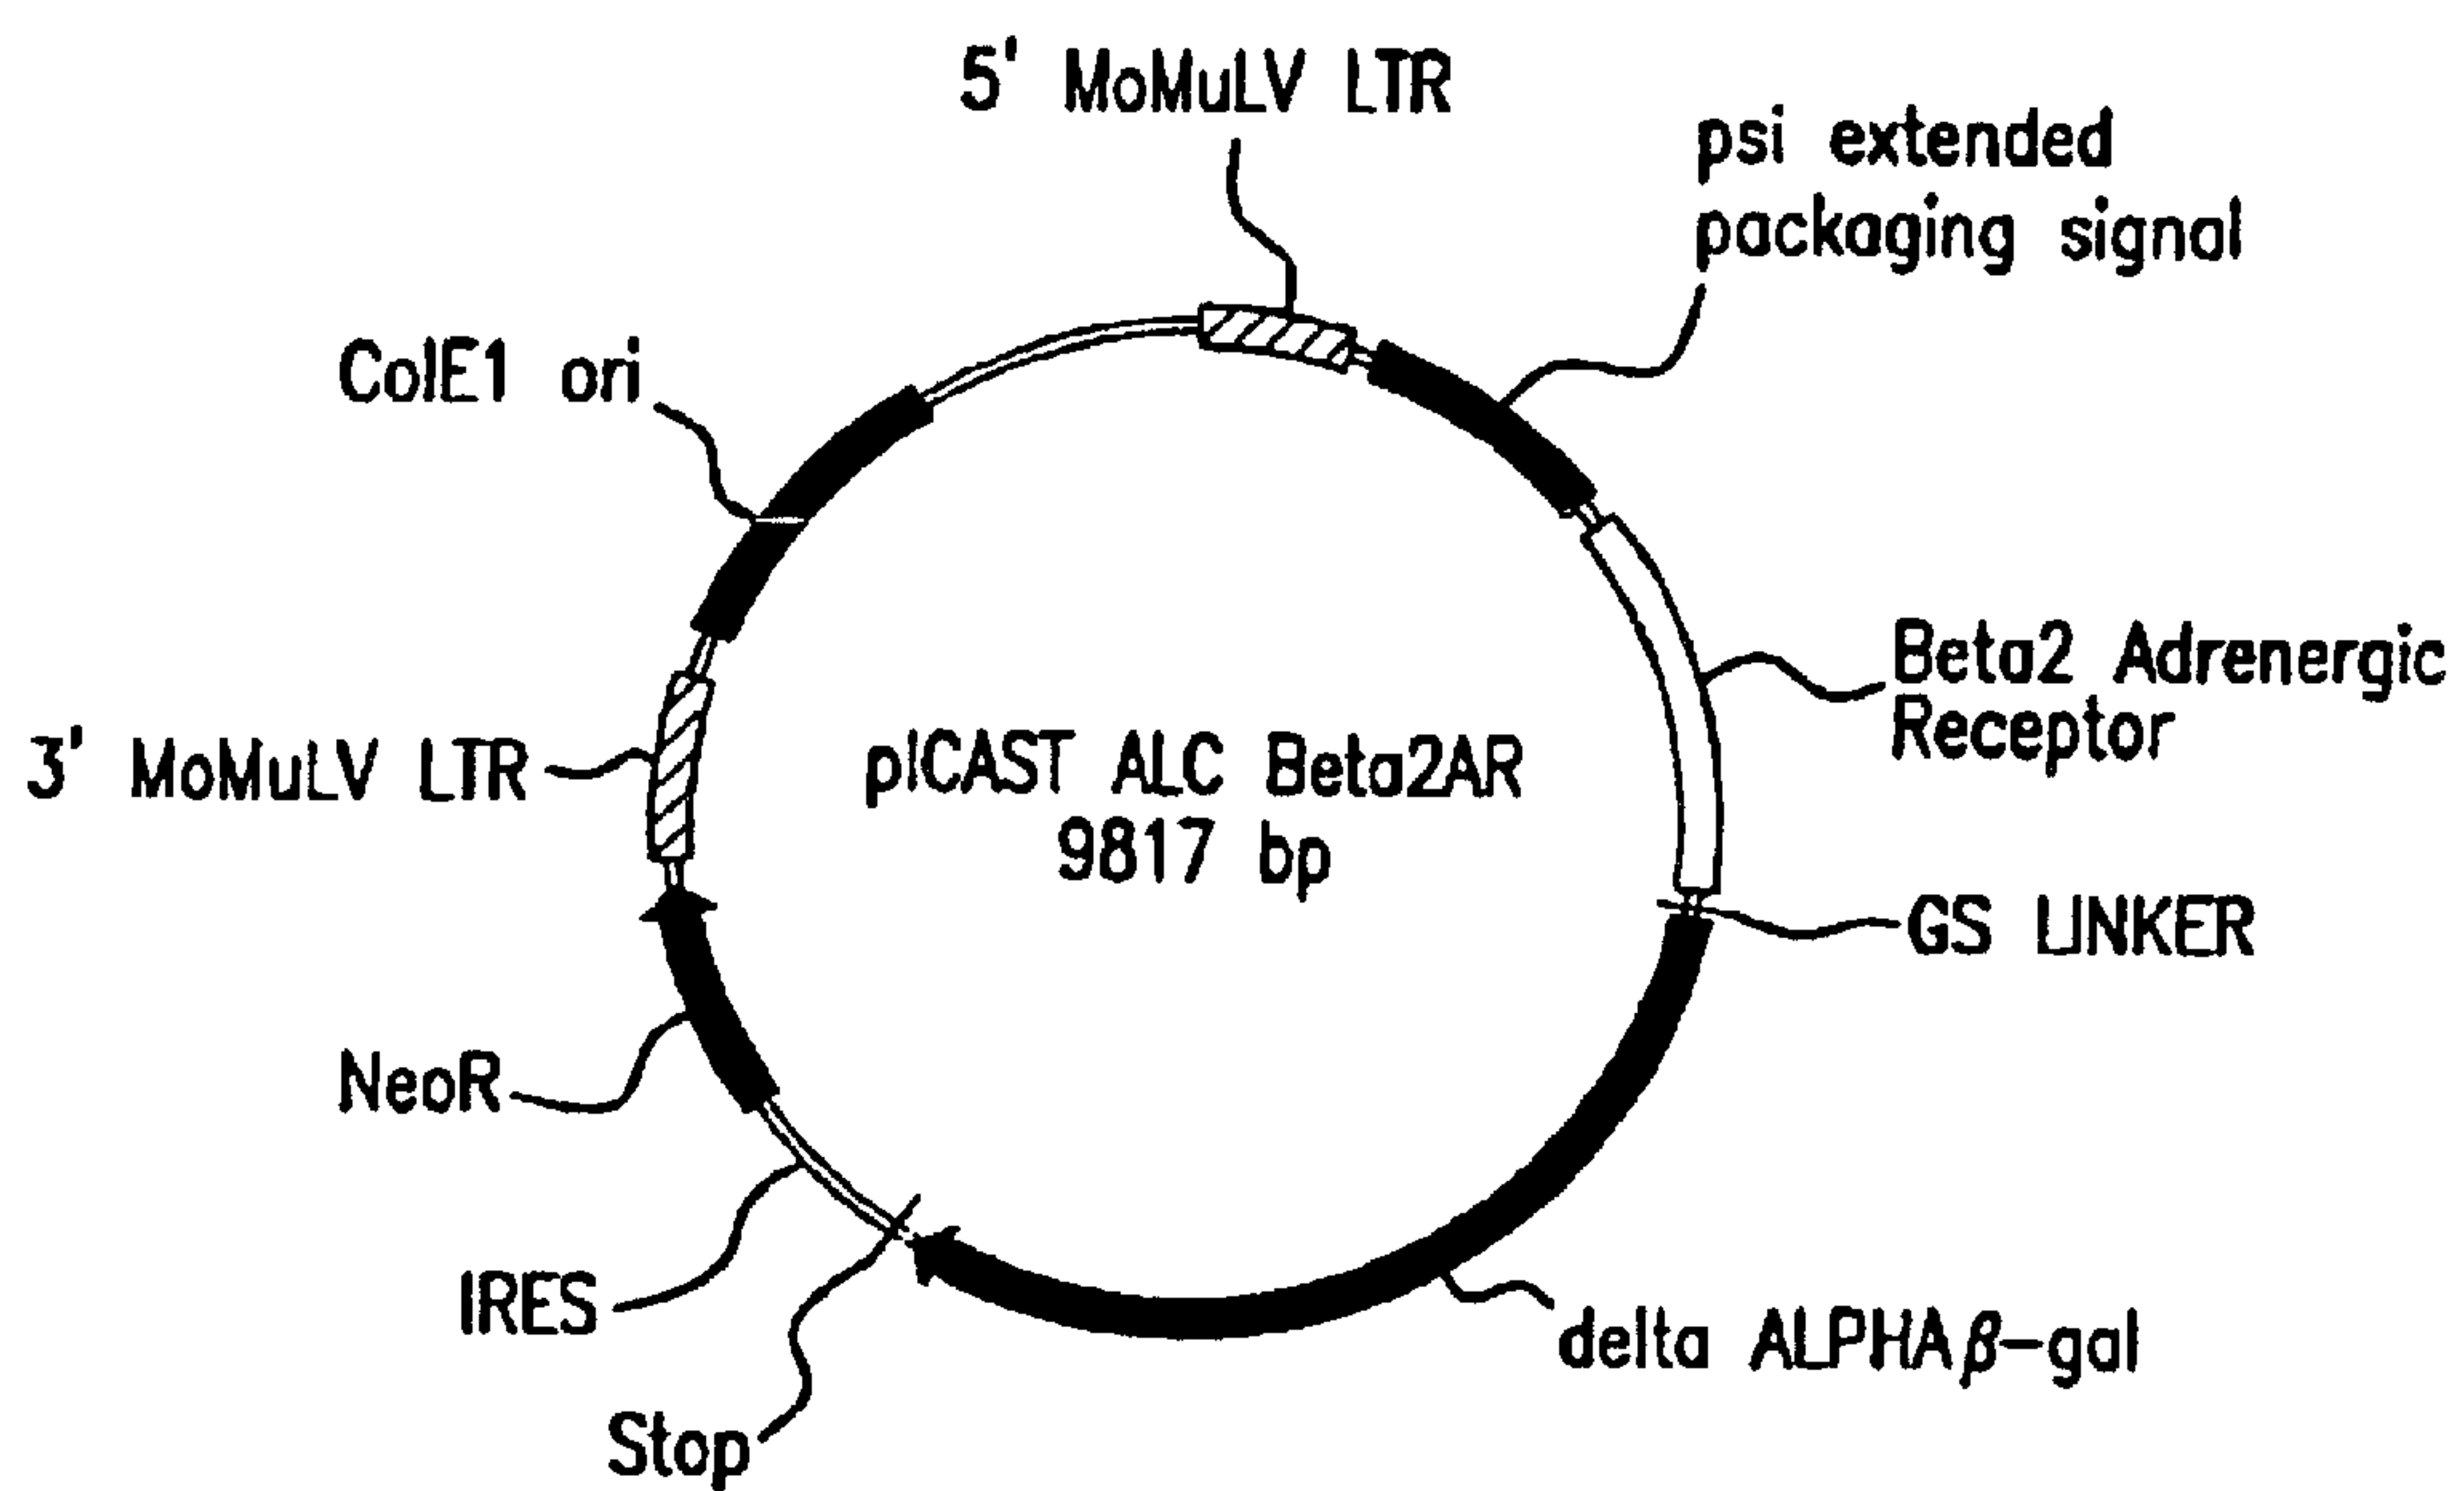 5' MoMuLV LTR
psi extended
packaging signal
ColE1 ori
Beta2 Adrenergic
Receptor
3' MoMuLV LTR
pICAST ALC Beta2AR
9817 bp
GS LINKER
NeoR
IRES
delta ALPHAβ-gal
Stop